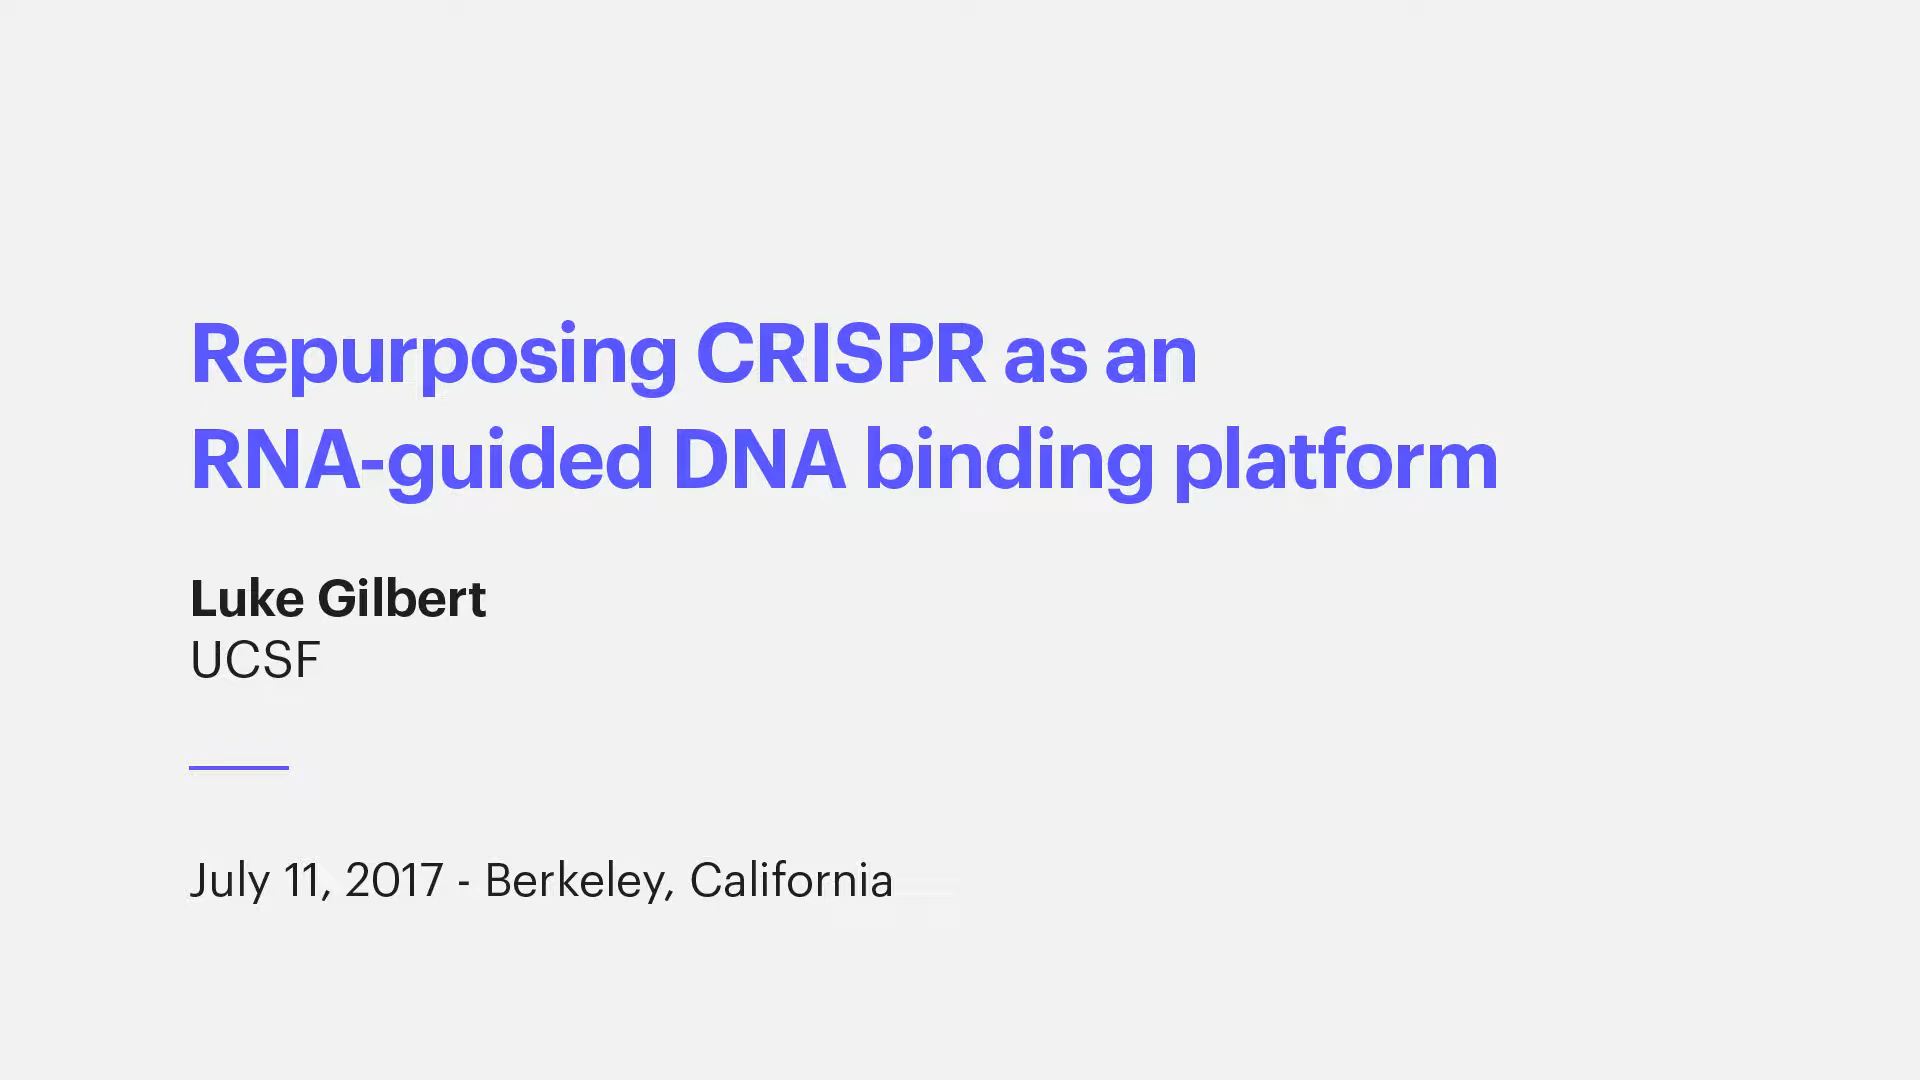 Repurposing CRISPR as an
RNA-guided DNA binding platform
Luke Gilbert
UCSF
July 11, 2017 - Berkeley, California